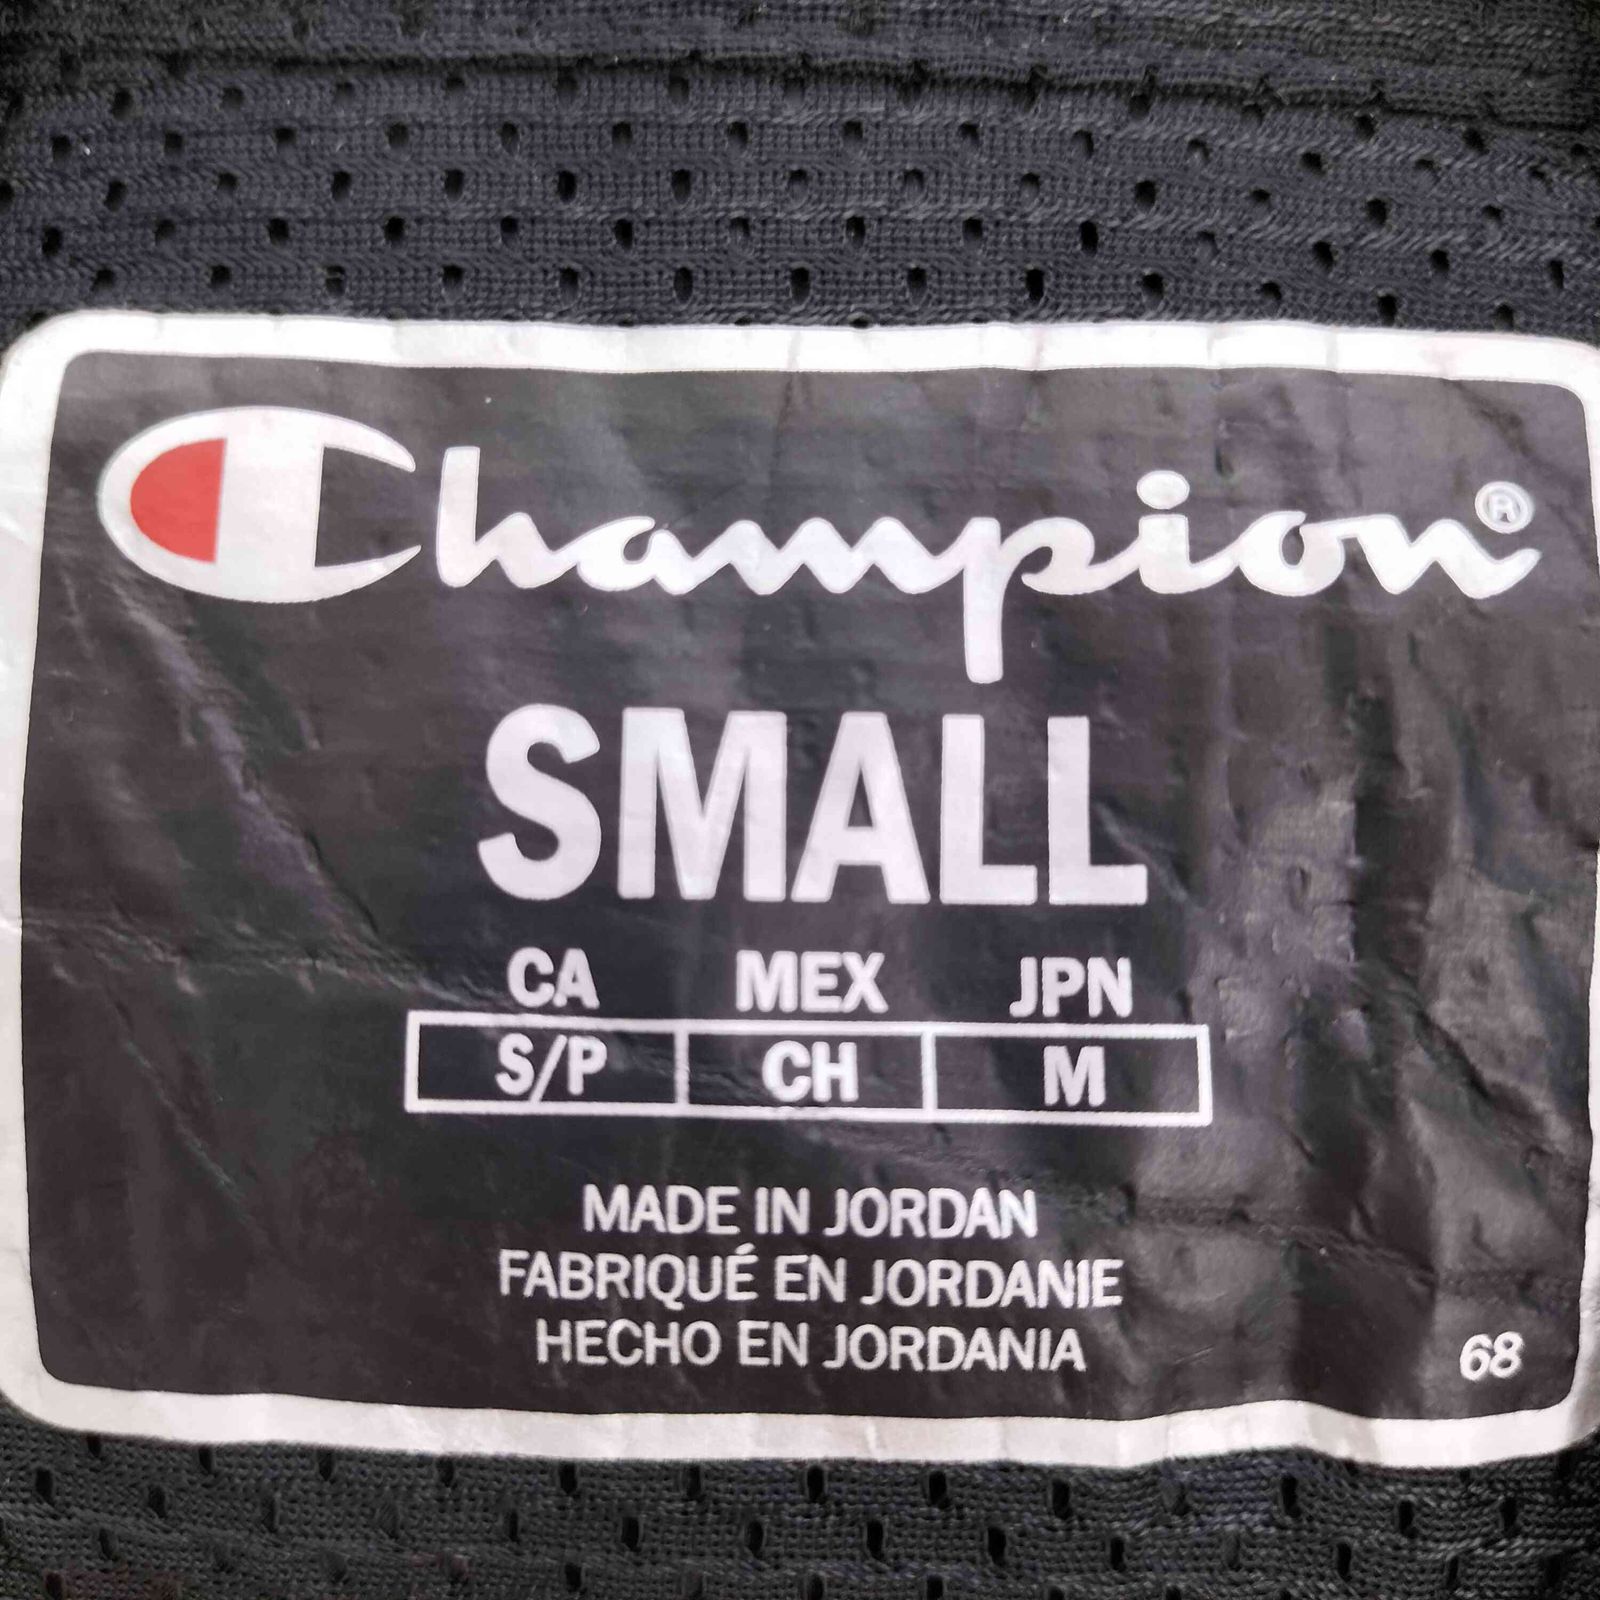 Champion®
SMALL
CA MEX JPN
S/P CH M
MADE IN JORDAN
FABRIQUÉ EN JORDANIE
HECHO EN JORDANIA
68